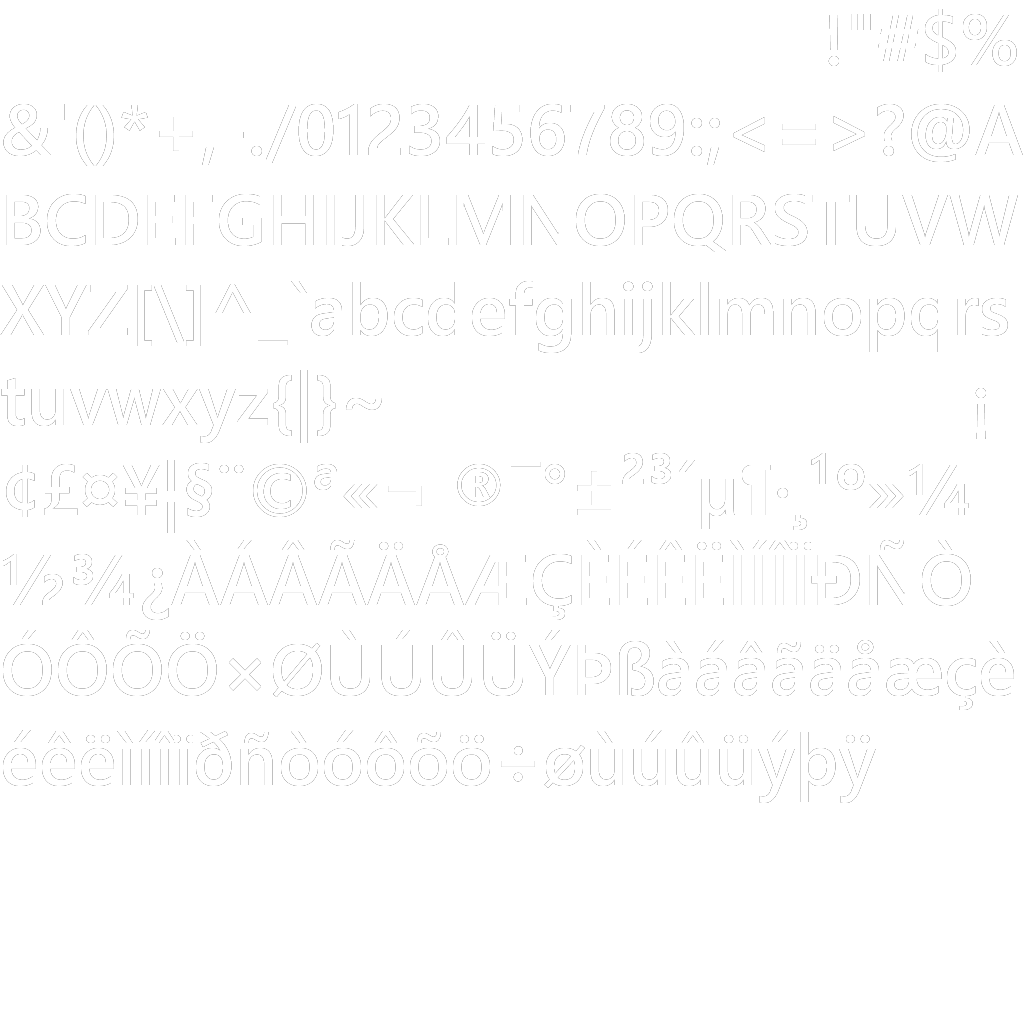 !"#$%
&'()*+,-./0123456789:;<=>?@A
BCDEFGHIJKLMNOPQRSTUVW
XYZ[\]^_`abcdefghijklmnopqrs
tuvwxyz{|}~ ¡
¢£¤¥¦§¨©ª«¬ ®¯°±²³´µ¶·¸¹º»¼
½¾¿ÀÁÂÃÄÅÆÇÈÉÊËÌÍÎÏÐÑÒ
ÓÔÕÖ×ØÙÚÛÜÝÞßàáâãäåæçè
éêëìíîïðñòóôõö÷øùúûüýþÿ